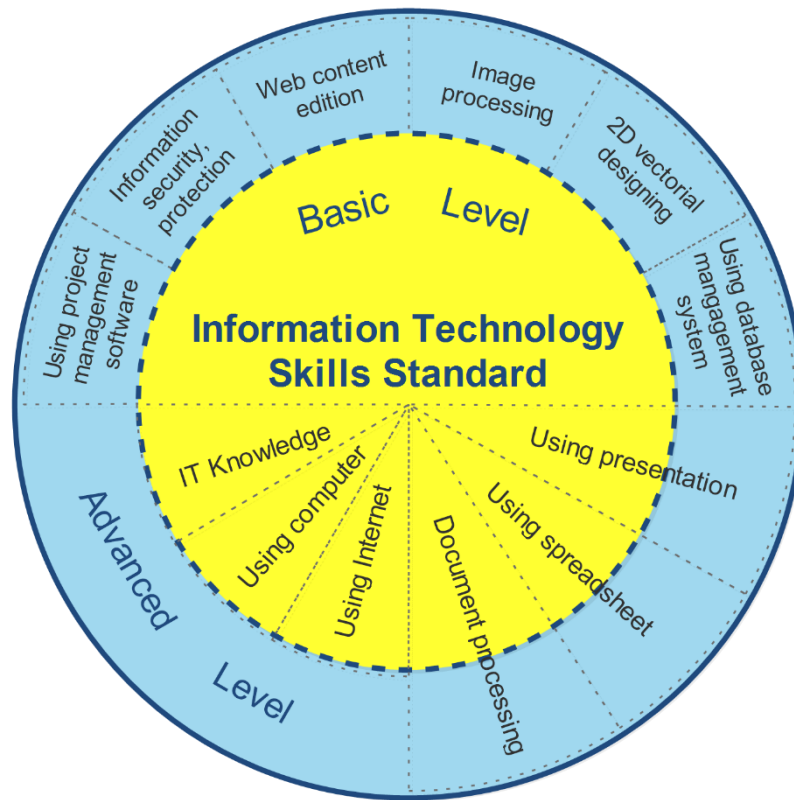 Web content
edition
Image
processing
2D vectorial
designing
Using database
mangagement
system
Information
security,
protection
Using project
management
software
Basic Level
Information Technology
Skills Standard
IT Knowledge
Using computer
Using Internet
Document processing
Using spreadsheet
Using presentation
Advanced Level